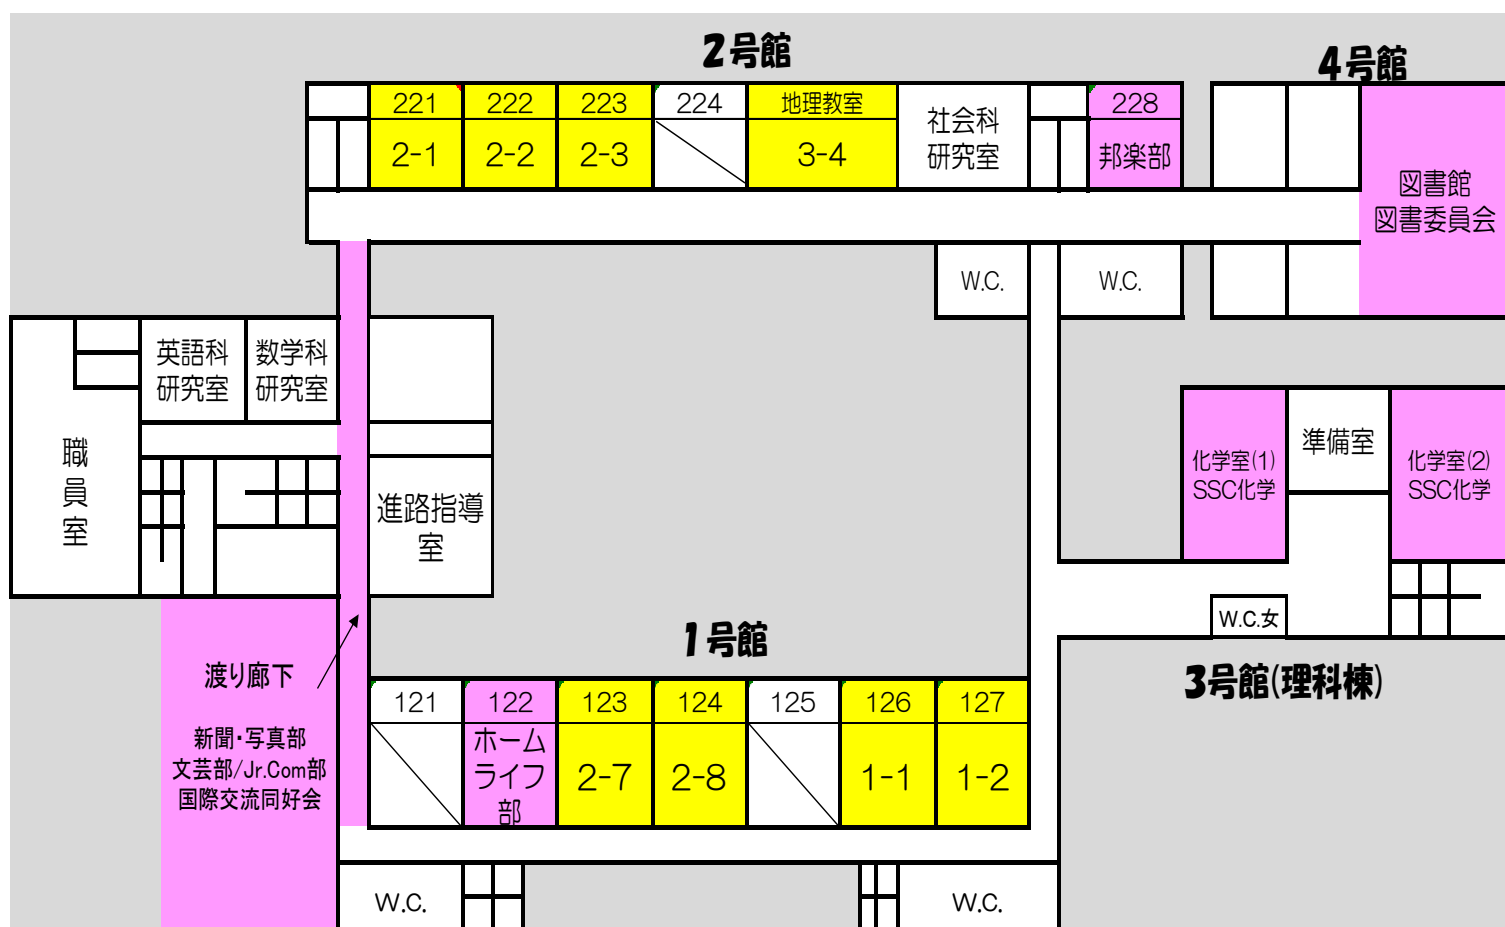 2号館
4号館
221
222
223
224
地理教室
社会科
研究室
228
2-1
2-2
2-3
3-4
邦楽部
図書館
図書委員会
W.C.
W.C.
英語科
研究室
数学科
研究室
職
員
室
進路指導
室
化学室(1)
SSC化学
準備室
化学室(2)
SSC化学
W.C.女
3号館(理科棟)
1号館
渡り廊下
新聞・写真部
文芸部/Jr.Com部
国際交流同好会
121
122
123
124
125
126
127
ホーム
ライフ
部
2-7
2-8
1-1
1-2
W.C.
W.C.